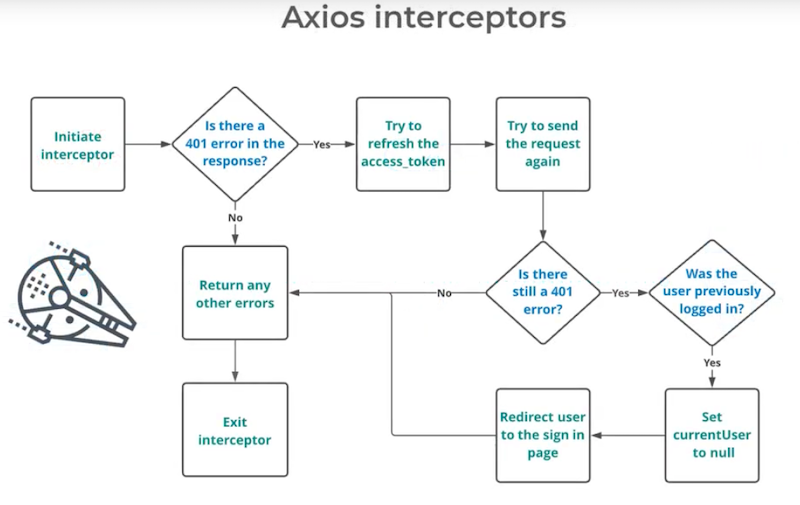 Axios interceptors
Initiate
interceptor
Is there a
401 error in the
response?
Yes
Try to
refresh the
access_token
Try to send
the request
again
No
Return any
other errors
No
Is there
still a 401
error?
Yes
Was the
user previously
logged in?
Yes
Exit
interceptor
Redirect user
to the sign in
page
Set
currentUser
to null